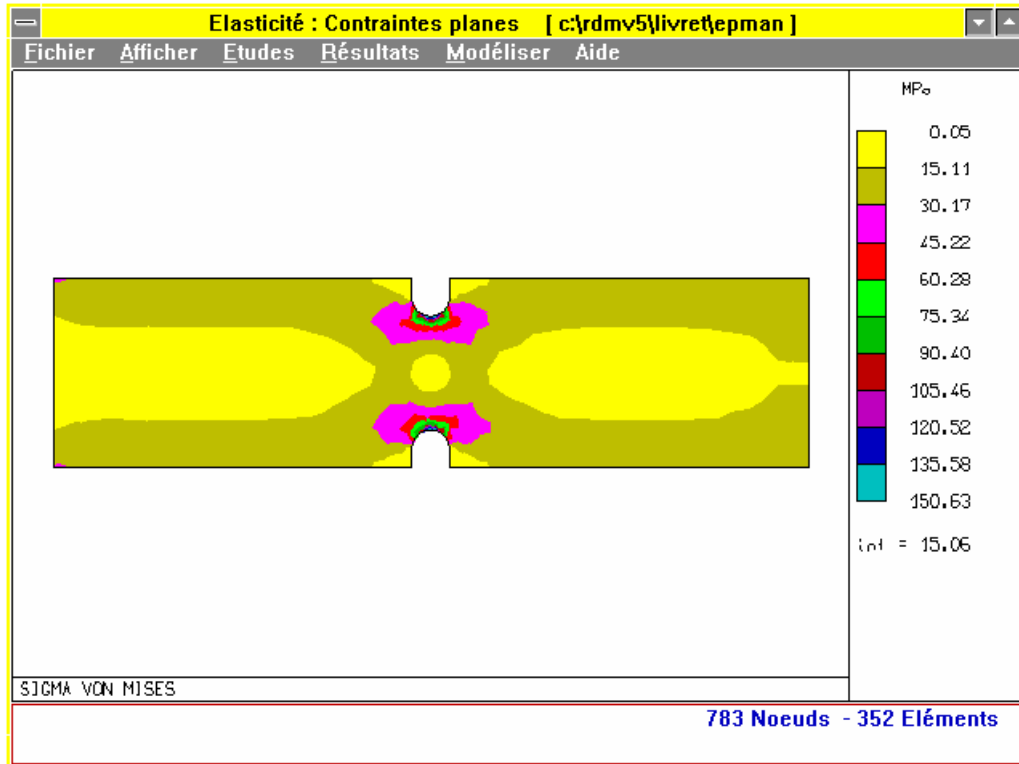 Elasticité : Contraintes planes [ c:\rdmv5\livret\epman ]
Fichier Afficher Etudes Résultats Modéliser Aide
MPa
0.05
15.11
30.17
45.22
60.28
75.34
90.40
105.46
120.52
135.58
150.63
int = 15.06
SIGMA VON MISES
783 Noeuds - 352 Eléments